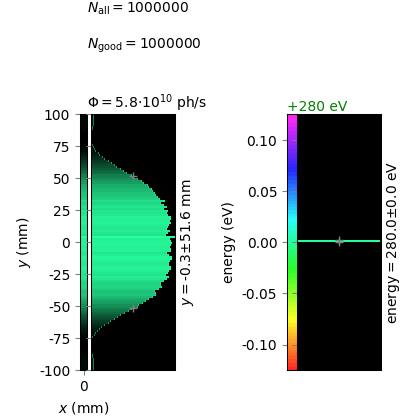 N_all = 1000000
N_good = 1000000
Φ = 5.8·10¹⁰ ph/s
100
75
50
25
0
-25
-50
-75
-100
y (mm)
0
x (mm)
y = -0.3±51.6 mm
+280 eV
0.10
0.05
0.00
-0.05
-0.10
energy (eV)
energy = 280.0±0.0 eV